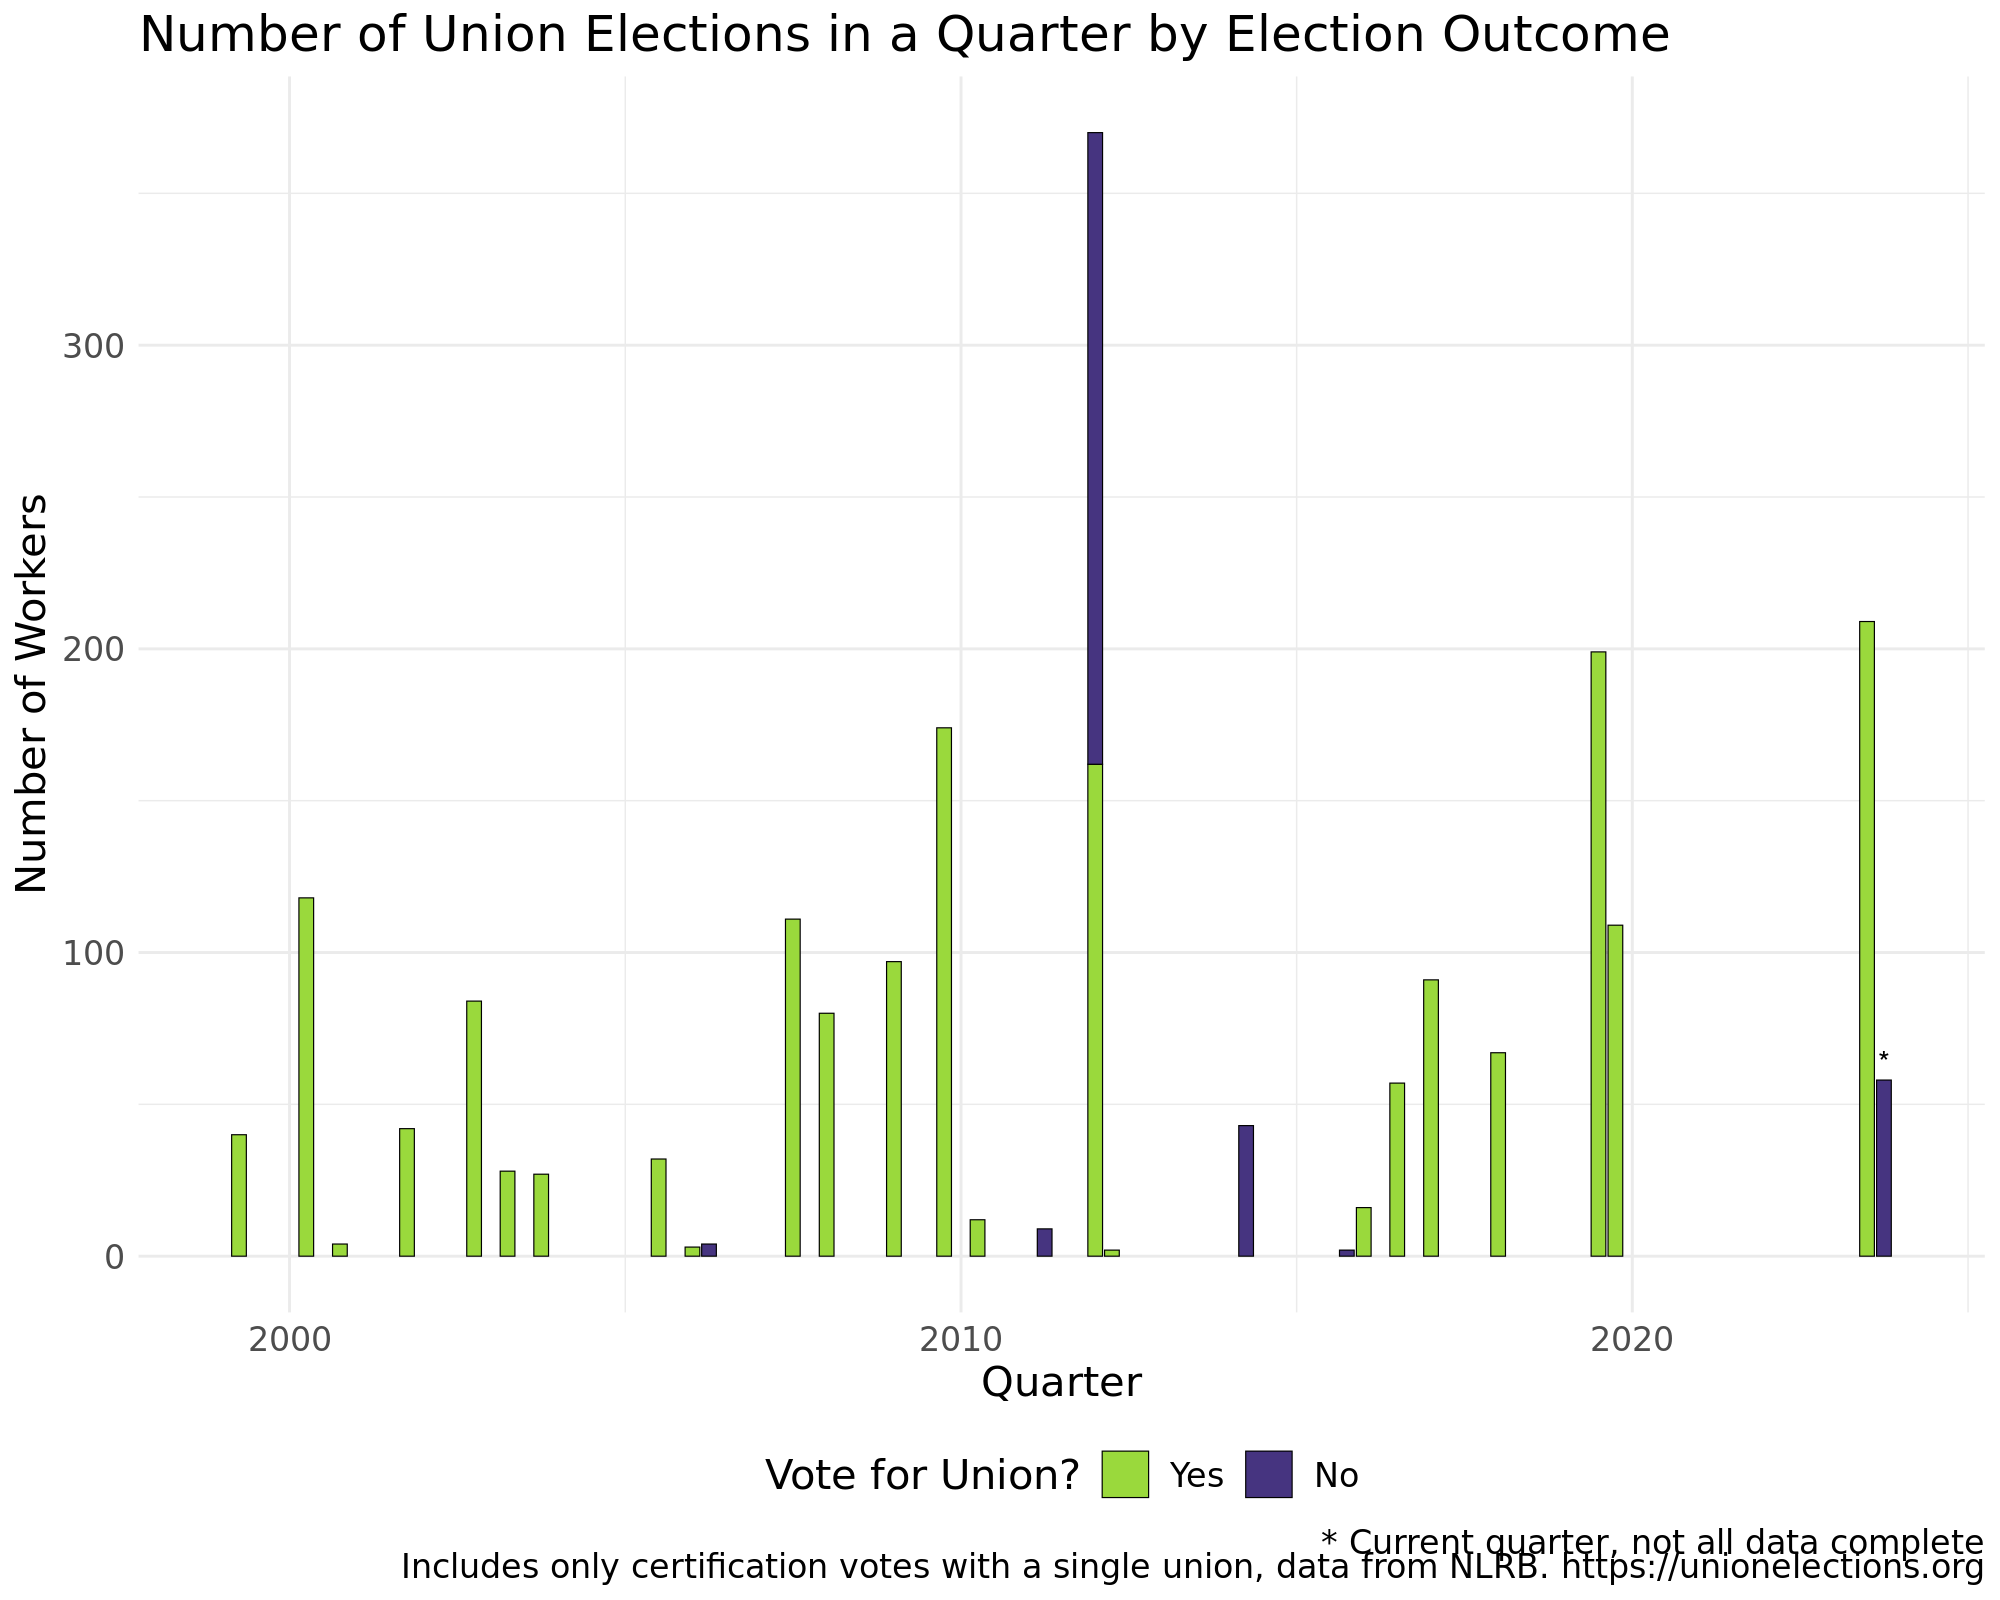 Number of Union Elections in a Quarter by Election Outcome
Number of Workers
300
200
100
0
*
2000 2010 2020
Quarter
Vote for Union? Yes No
* Current quarter, not all data complete
Includes only certification votes with a single union, data from NLRB. https://unionelections.org